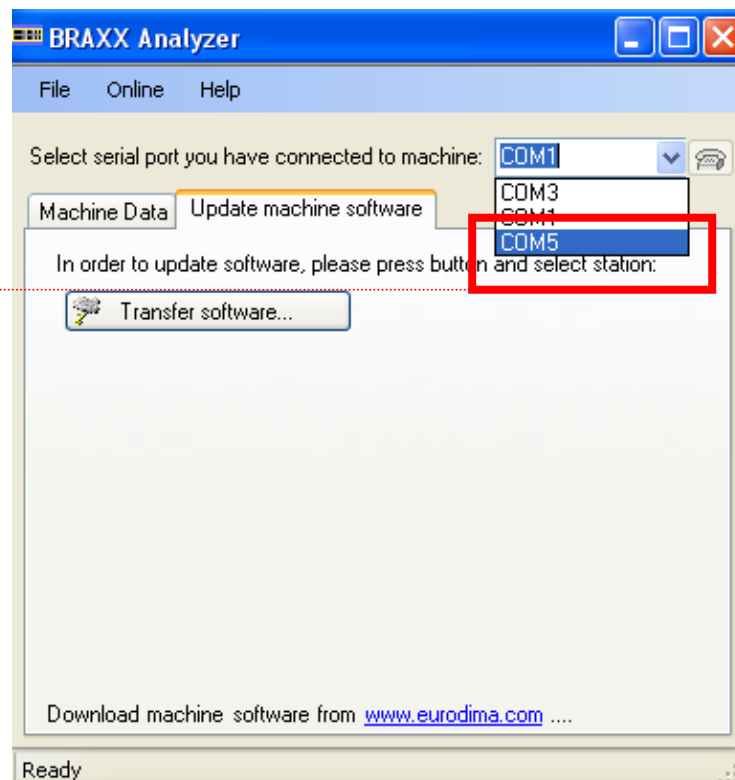 BRAXX Analyzer
File Online Help
Select serial port you have connected to machine: COM1
COM3
COM1
COM5
Machine Data Update machine software
In order to update software, please press button and select station:
Transfer software...
Download machine software from www.eurodima.com ....
Ready